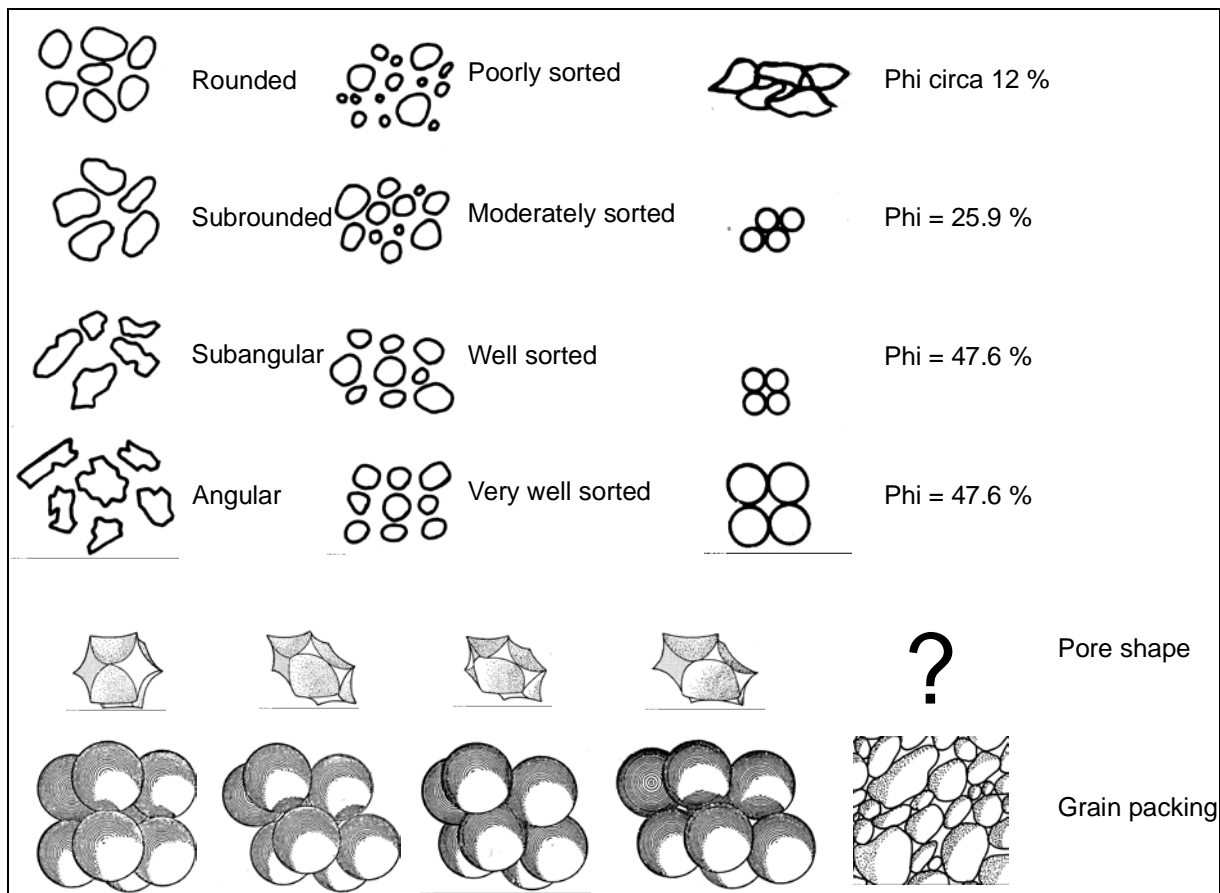 Rounded
Poorly sorted
Phi circa 12 %
Subrounded
Moderately sorted
Phi = 25.9 %
Subangular
Well sorted
Phi = 47.6 %
Angular
Very well sorted
Phi = 47.6 %
?
Pore shape
Grain packing